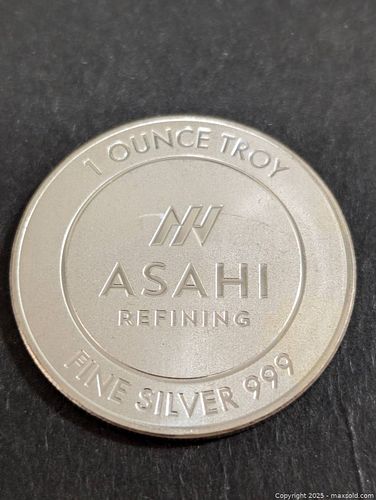 1 OUNCE TROY
ASAHI
REFINING
FINE SILVER 999
Copyright 2025 - maxsold.com